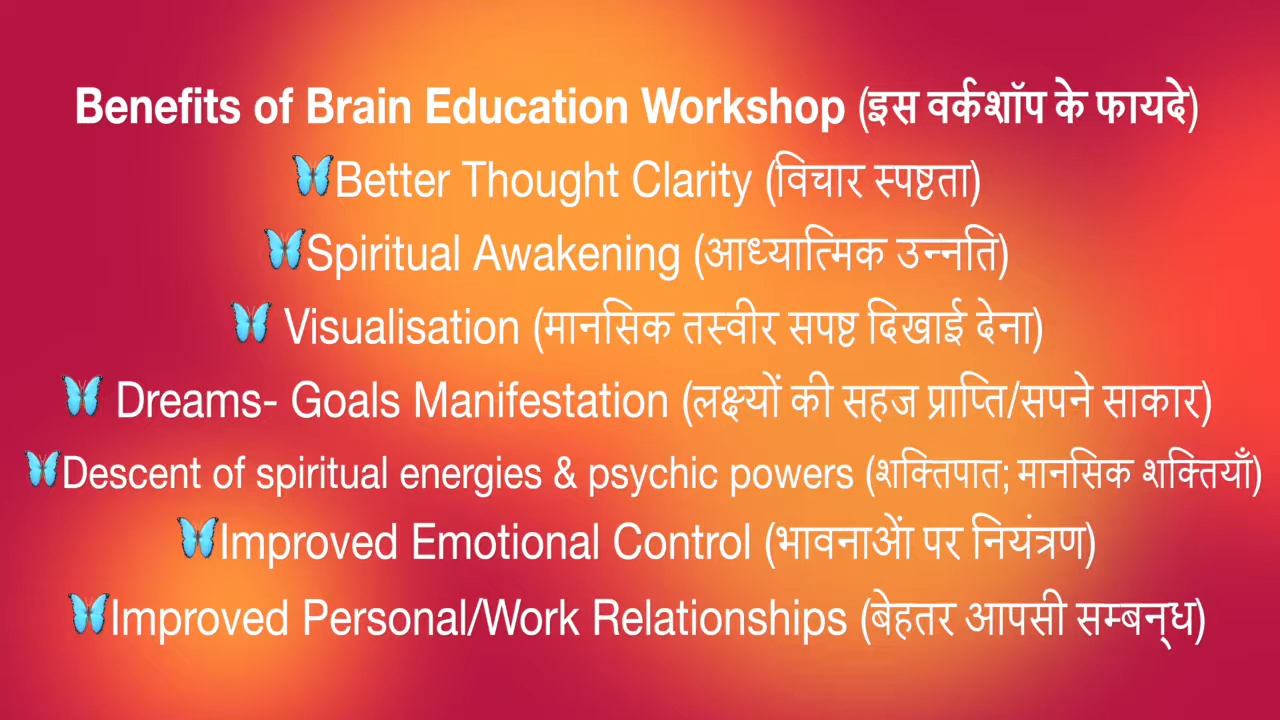 Benefits of Brain Education Workshop (इस वर्कशॉप के फायदे)
🦋Better Thought Clarity (विचार स्पष्टता)
🦋Spiritual Awakening (आध्यात्मिक उन्नति)
🦋 Visualisation (मानसिक तस्वीर सपष्ट दिखाई देना)
🦋 Dreams- Goals Manifestation (लक्ष्यों की सहज प्राप्ति/सपने साकार)
🦋Descent of spiritual energies & psychic powers (शक्तिपात; मानसिक शक्तियाँ)
🦋Improved Emotional Control (भावनाओं पर नियंत्रण)
🦋Improved Personal/Work Relationships (बेहतर आपसी सम्बन्ध)